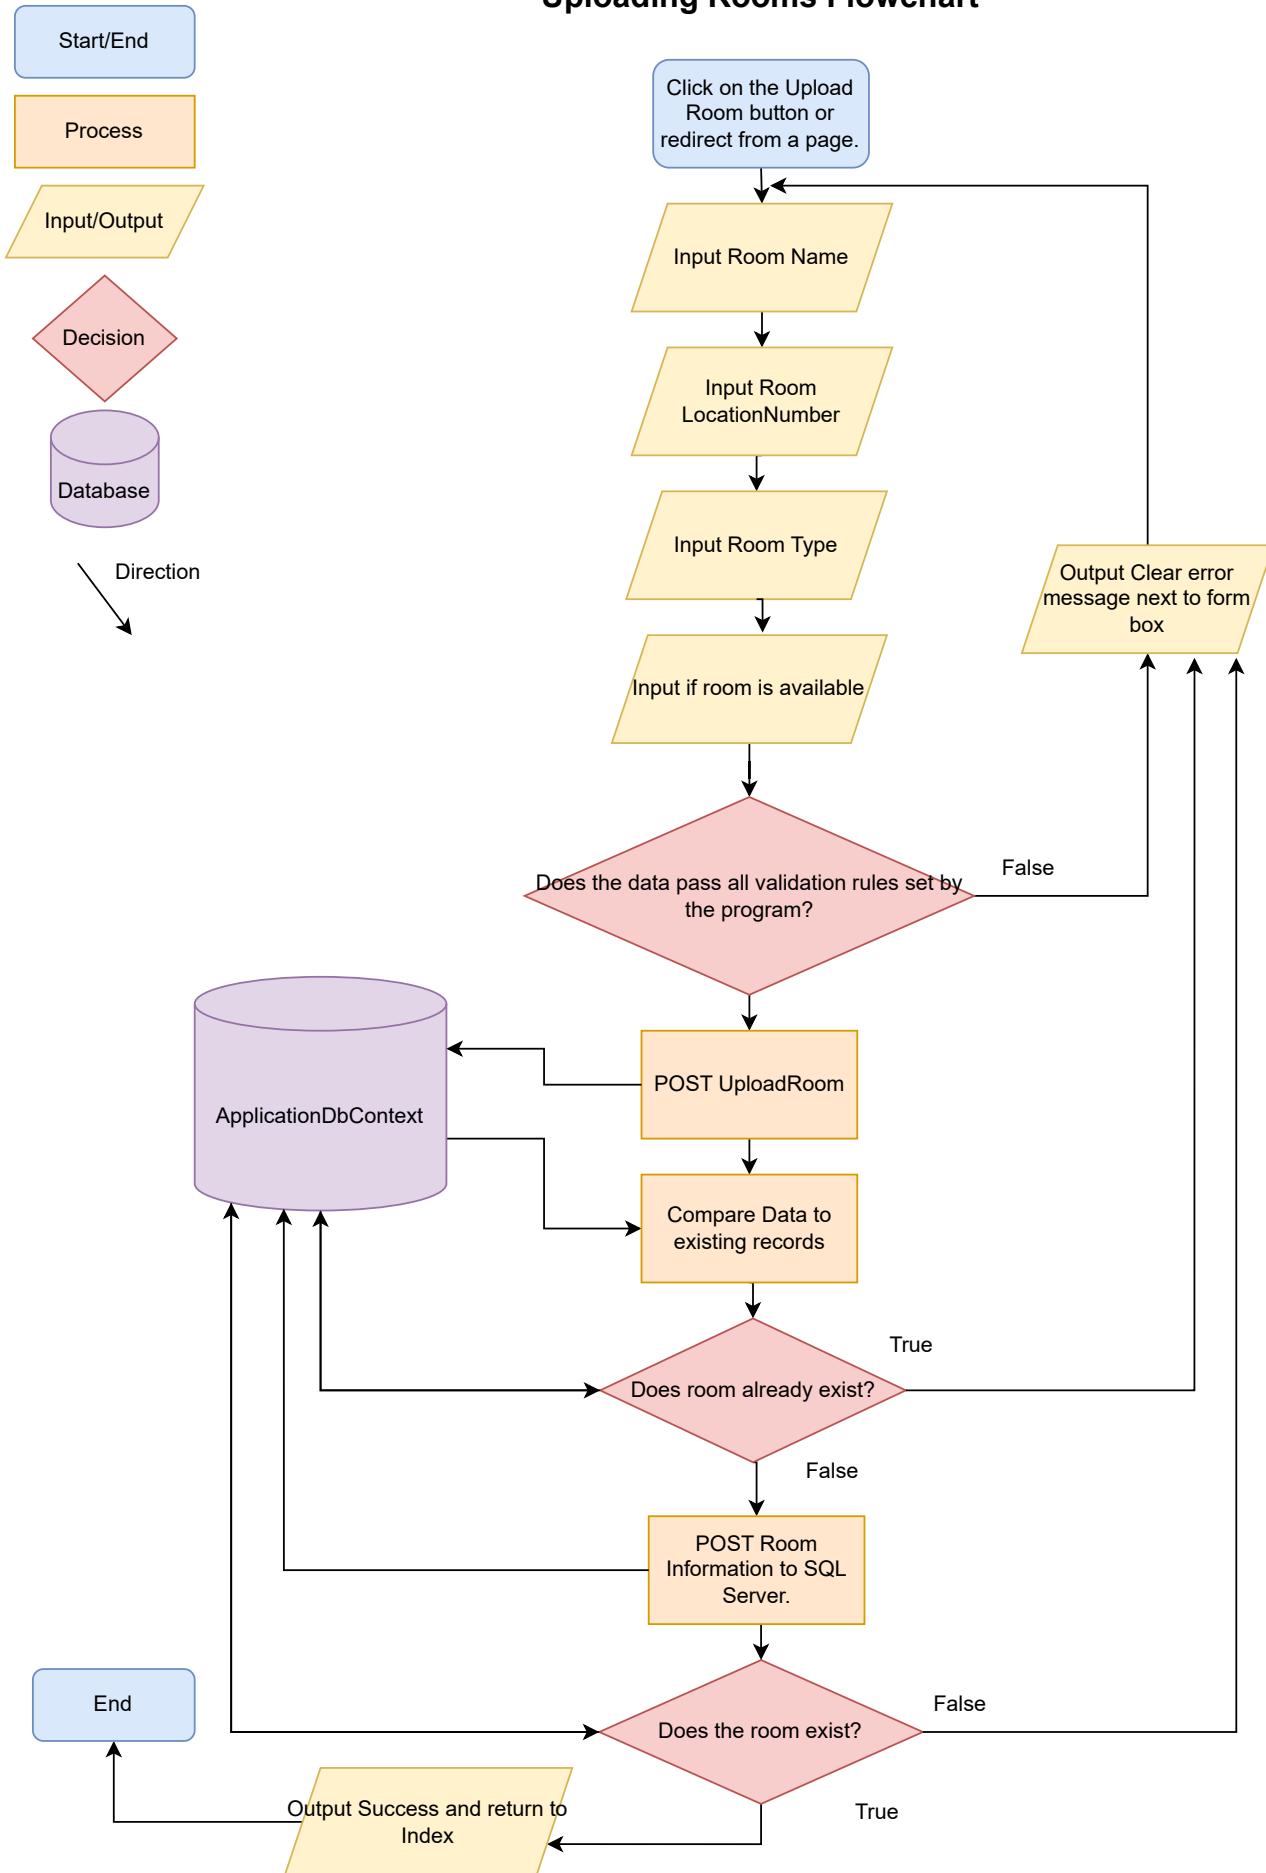 Uploading Rooms Flowchart
Start/End
Process
Input/Output
Decision
Database
Direction
Click on the Upload
Room button or
redirect from a page.
Input Room Name
Input Room
LocationNumber
Input Room Type
Input if room is available
Output Clear error
message next to form
box
Does the data pass all validation rules set by
the program?
False
ApplicationDbContext
POST UploadRoom
Compare Data to
existing records
Does room already exist?
True
False
POST Room
Information to SQL
Server.
Does the room exist?
False
True
Output Success and return to
Index
End